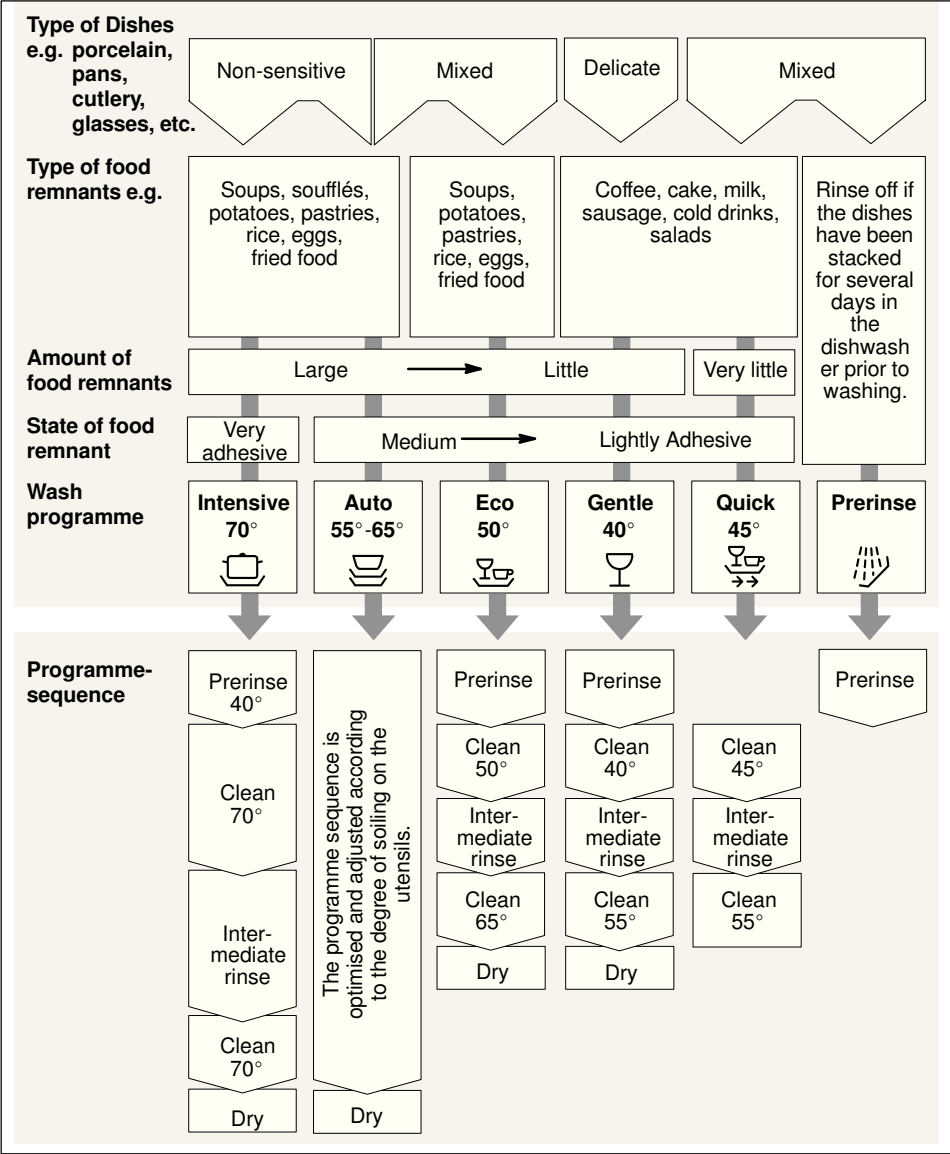 Type of Dishes
e.g. porcelain,
pans,
cutlery,
glasses, etc.
Non-sensitive
Mixed
Delicate
Mixed
Type of food
remnants e.g.
Soups, soufflés,
potatoes, pastries,
rice, eggs,
fried food
Soups,
potatoes,
pastries,
rice, eggs,
fried food
Coffee, cake, milk,
sausage, cold drinks,
salads
Rinse off if
the dishes
have been
stacked
for several
days in
the
dishwash
er prior to
washing.
Amount of
food remnants
Large
Little
Very little
State of food
remnant
Very
adhesive
Medium
Lightly Adhesive
Wash
programme
Intensive
70°
Auto
55°-65°
Eco
50°
Gentle
40°
Quick
45°
Prerinse
Programme-
sequence
Prerinse
40°
Clean
70°
Inter-
mediate
rinse
Clean
70°
Dry
The programme sequence is
optimised and adjusted according
to the degree of soiling on the
utensils.
Dry
Prerinse
Clean
50°
Inter-
mediate
rinse
Clean
65°
Dry
Prerinse
Clean
40°
Inter-
mediate
rinse
Clean
55°
Dry
Clean
45°
Inter-
mediate
rinse
Clean
55°
Prerinse